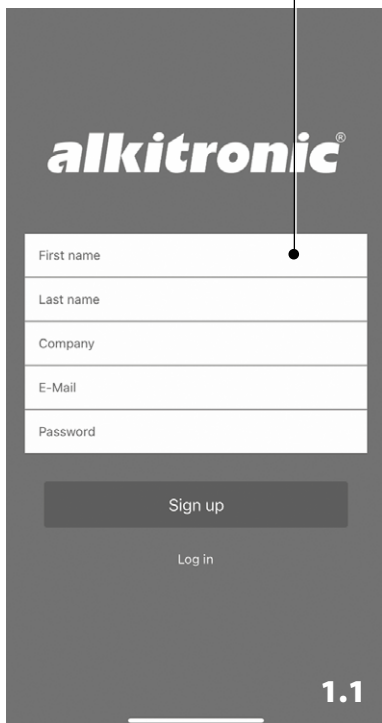 alkitronic®
First name
Last name
Company
E-Mail
Password
Sign up
Log in
1.1